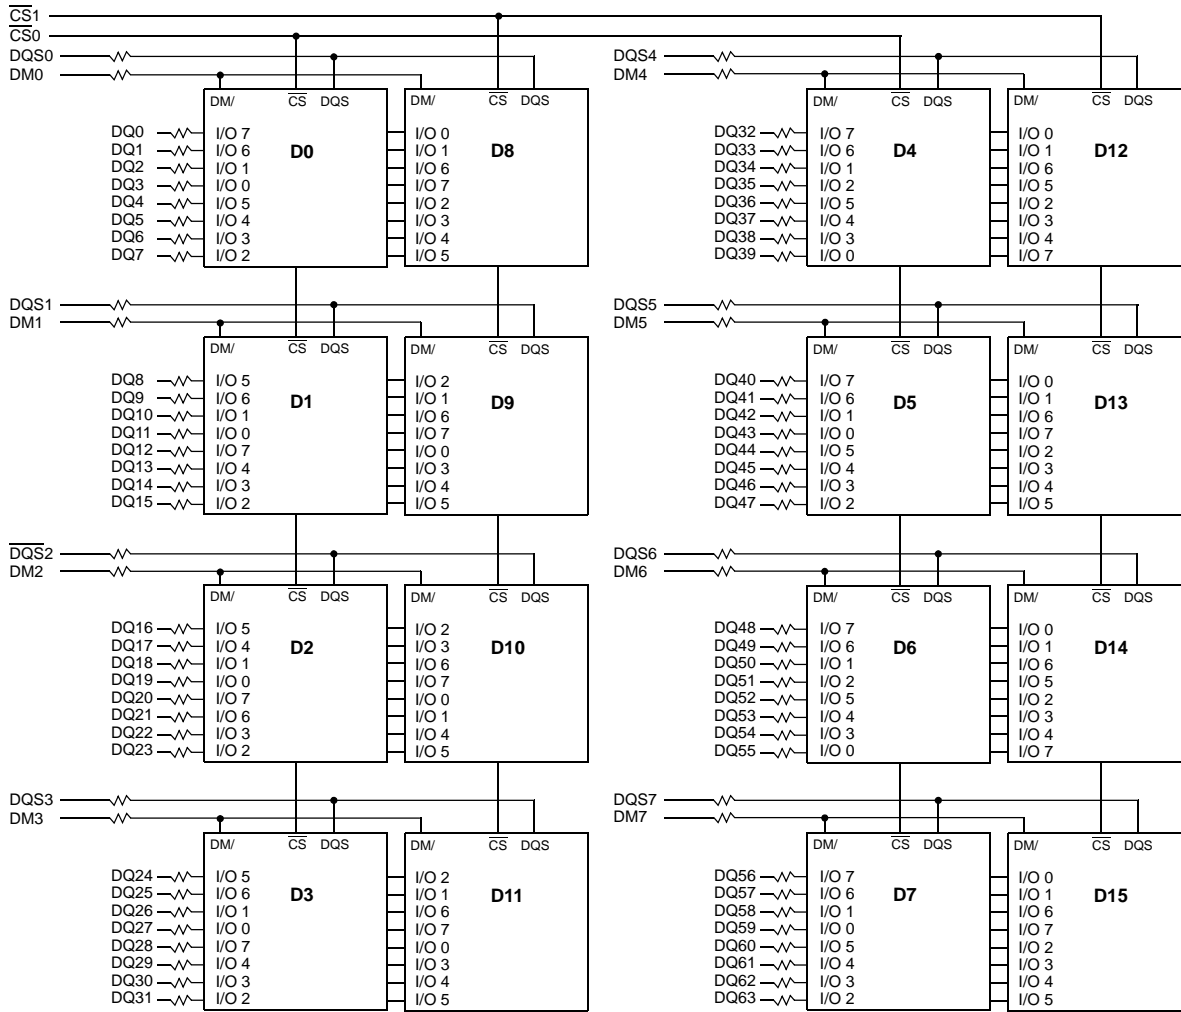 CS1
CS0
DQS0
DM0
DM/ CS DQS
DQ0 I/O 7 I/O 0
DQ1 I/O 6 D0 I/O 1 D8
DQ2 I/O 1 I/O 6
DQ3 I/O 0 I/O 7
DQ4 I/O 5 I/O 2
DQ5 I/O 4 I/O 3
DQ6 I/O 3 I/O 4
DQ7 I/O 2 I/O 5
DM/ CS DQS
DQS1
DM1
DM/ CS DQS DM/ CS DQS
DQ8 I/O 5 I/O 2
DQ9 I/O 6 D1 I/O 1 D9
DQ10 I/O 1 I/O 6
DQ11 I/O 0 I/O 7
DQ12 I/O 7 I/O 0
DQ13 I/O 4 I/O 3
DQ14 I/O 3 I/O 4
DQ15 I/O 2 I/O 5
DQS2
DM2
DM/ CS DQS DM/ CS DQS
DQ16 I/O 5 I/O 2
DQ17 I/O 4 D2 I/O 3 D10
DQ18 I/O 1 I/O 6
DQ19 I/O 0 I/O 7
DQ20 I/O 7 I/O 0
DQ21 I/O 6 I/O 1
DQ22 I/O 3 I/O 4
DQ23 I/O 2 I/O 5
DQS3
DM3
DM/ CS DQS DM/ CS DQS
DQ24 I/O 5 I/O 2
DQ25 I/O 6 D3 I/O 1 D11
DQ26 I/O 1 I/O 6
DQ27 I/O 0 I/O 7
DQ28 I/O 7 I/O 0
DQ29 I/O 4 I/O 3
DQ30 I/O 3 I/O 4
DQ31 I/O 2 I/O 5
DQS4
DM4
DM/ CS DQS DM/ CS DQS
DQ32 I/O 7 I/O 0
DQ33 I/O 6 D4 I/O 1 D12
DQ34 I/O 1 I/O 6
DQ35 I/O 2 I/O 5
DQ36 I/O 5 I/O 2
DQ37 I/O 4 I/O 3
DQ38 I/O 3 I/O 4
DQ39 I/O 0 I/O 7
DQS5
DM5
DM/ CS DQS DM/ CS DQS
DQ40 I/O 7 I/O 0
DQ41 I/O 6 D5 I/O 1 D13
DQ42 I/O 1 I/O 6
DQ43 I/O 0 I/O 7
DQ44 I/O 5 I/O 2
DQ45 I/O 4 I/O 3
DQ46 I/O 3 I/O 4
DQ47 I/O 2 I/O 5
DQS6
DM6
DM/ CS DQS DM/ CS DQS
DQ48 I/O 7 I/O 0
DQ49 I/O 6 D6 I/O 1 D14
DQ50 I/O 1 I/O 6
DQ51 I/O 2 I/O 5
DQ52 I/O 5 I/O 2
DQ53 I/O 4 I/O 3
DQ54 I/O 3 I/O 4
DQ55 I/O 0 I/O 7
DQS7
DM7
DM/ CS DQS DM/ CS DQS
DQ56 I/O 7 I/O 0
DQ57 I/O 6 D7 I/O 1 D15
DQ58 I/O 1 I/O 6
DQ59 I/O 0 I/O 7
DQ60 I/O 5 I/O 2
DQ61 I/O 4 I/O 3
DQ62 I/O 3 I/O 4
DQ63 I/O 2 I/O 5